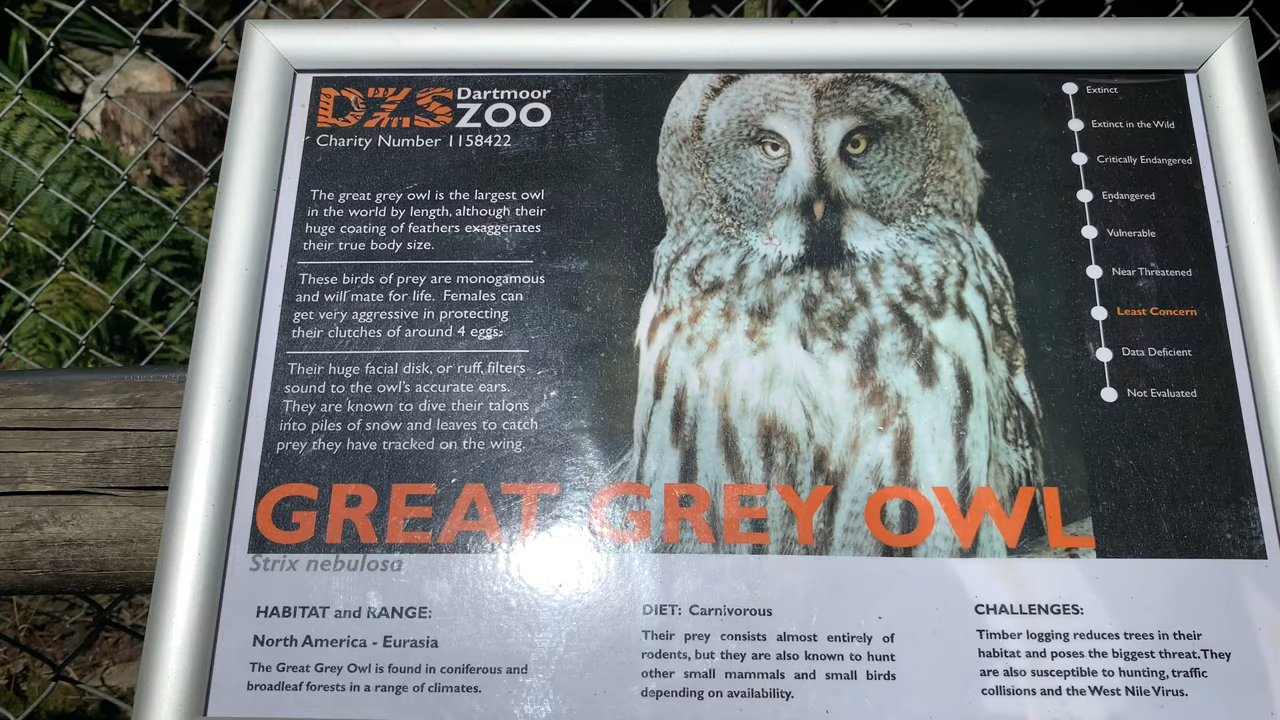 DZS Dartmoor
ZOO
Charity Number 1158422
The great grey owl is the largest owl
in the world by length, although their
huge coating of feathers exaggerates
their true body size.
These birds of prey are monogamous
and will mate for life. Females can
get very aggressive in protecting
their clutches of around 4 eggs.
Their huge facial disk, or ruff, filters
sound to the owl's accurate ears.
They are known to dive their talons
into piles of snow and leaves to catch
prey they have tracked on the wing.
Extinct
Extinct in the Wild
Critically Endangered
Endangered
Vulnerable
Near Threatened
Least Concern
Data Deficient
Not Evaluated
GREAT GREY OWL
Strix nebulosa
HABITAT and RANGE:
North America - Eurasia
The Great Grey Owl is found in coniferous and
broadleaf forests in a range of climates.
DIET: Carnivorous
Their prey consists almost entirely of
rodents, but they are also known to hunt
other small mammals and small birds
depending on availability.
CHALLENGES:
Timber logging reduces trees in their
habitat and poses the biggest threat.They
are also susceptible to hunting, traffic
collisions and the West Nile Virus.